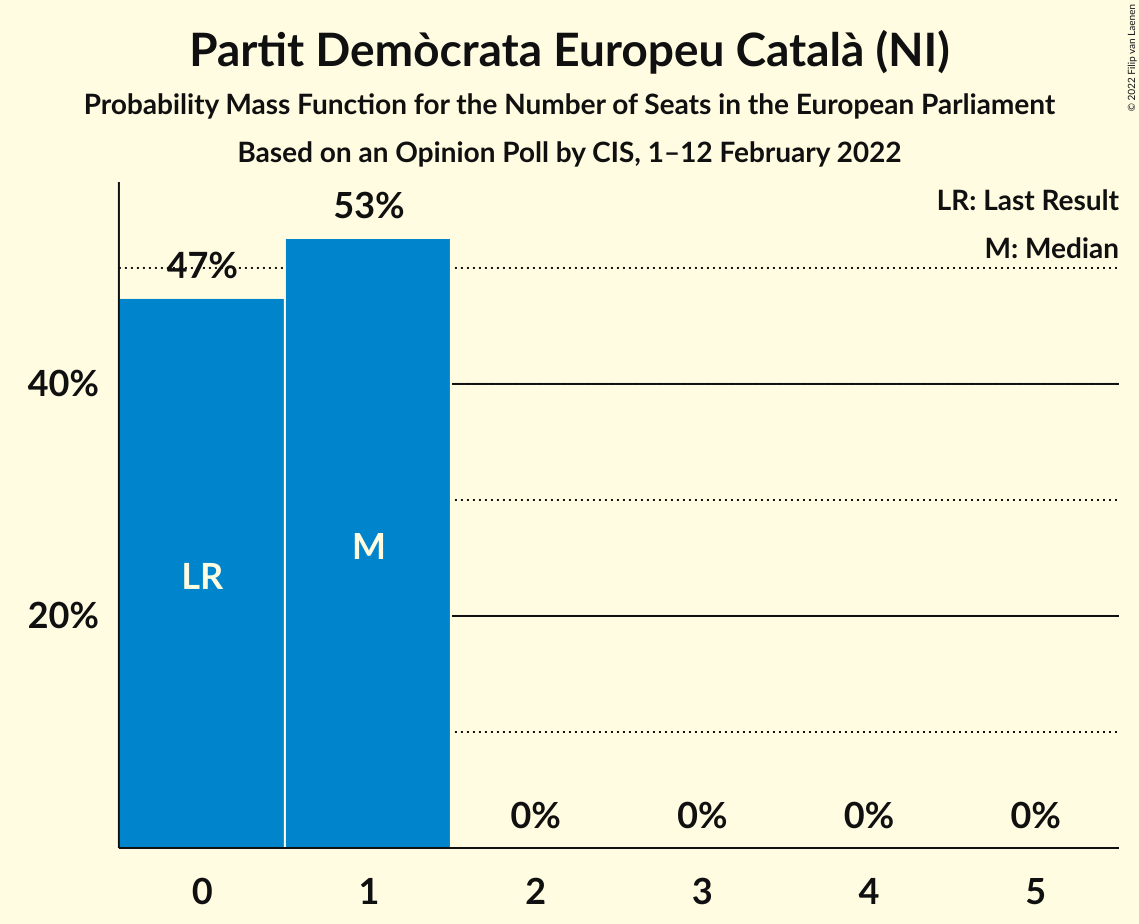 Partit Demòcrata Europeu Català (NI)
Probability Mass Function for the Number of Seats in the European Parliament
Based on an Opinion Poll by CIS, 1–12 February 2022
© 2022 Filip van Laenen
LR: Last Result
M: Median
53%
47%
40%
20%
LR
M
0%
0%
0%
0%
0
1
2
3
4
5